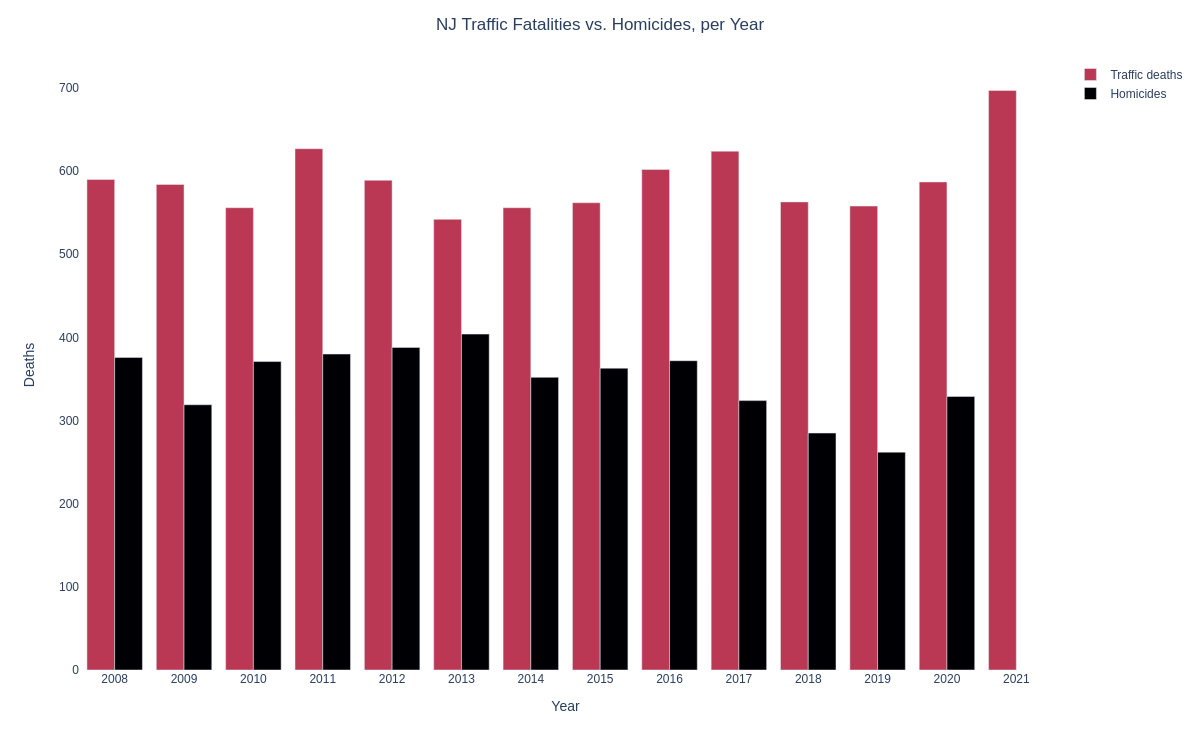 NJ Traffic Fatalities vs. Homicides, per Year
Traffic deaths
Homicides
Deaths
700
600
500
400
300
200
100
0
2008 2009 2010 2011 2012 2013 2014 2015 2016 2017 2018 2019 2020 2021
Year